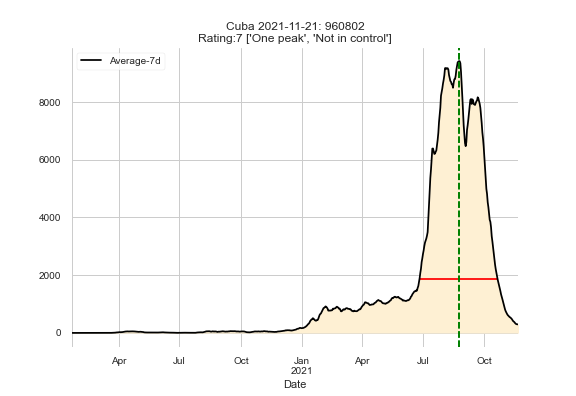 Cuba 2021-11-21: 960802
Rating:7 ['One peak', 'Not in control']
Average-7d
8000
6000
4000
2000
0
Apr
Jul
Oct
Jan
2021
Apr
Jul
Oct
Date